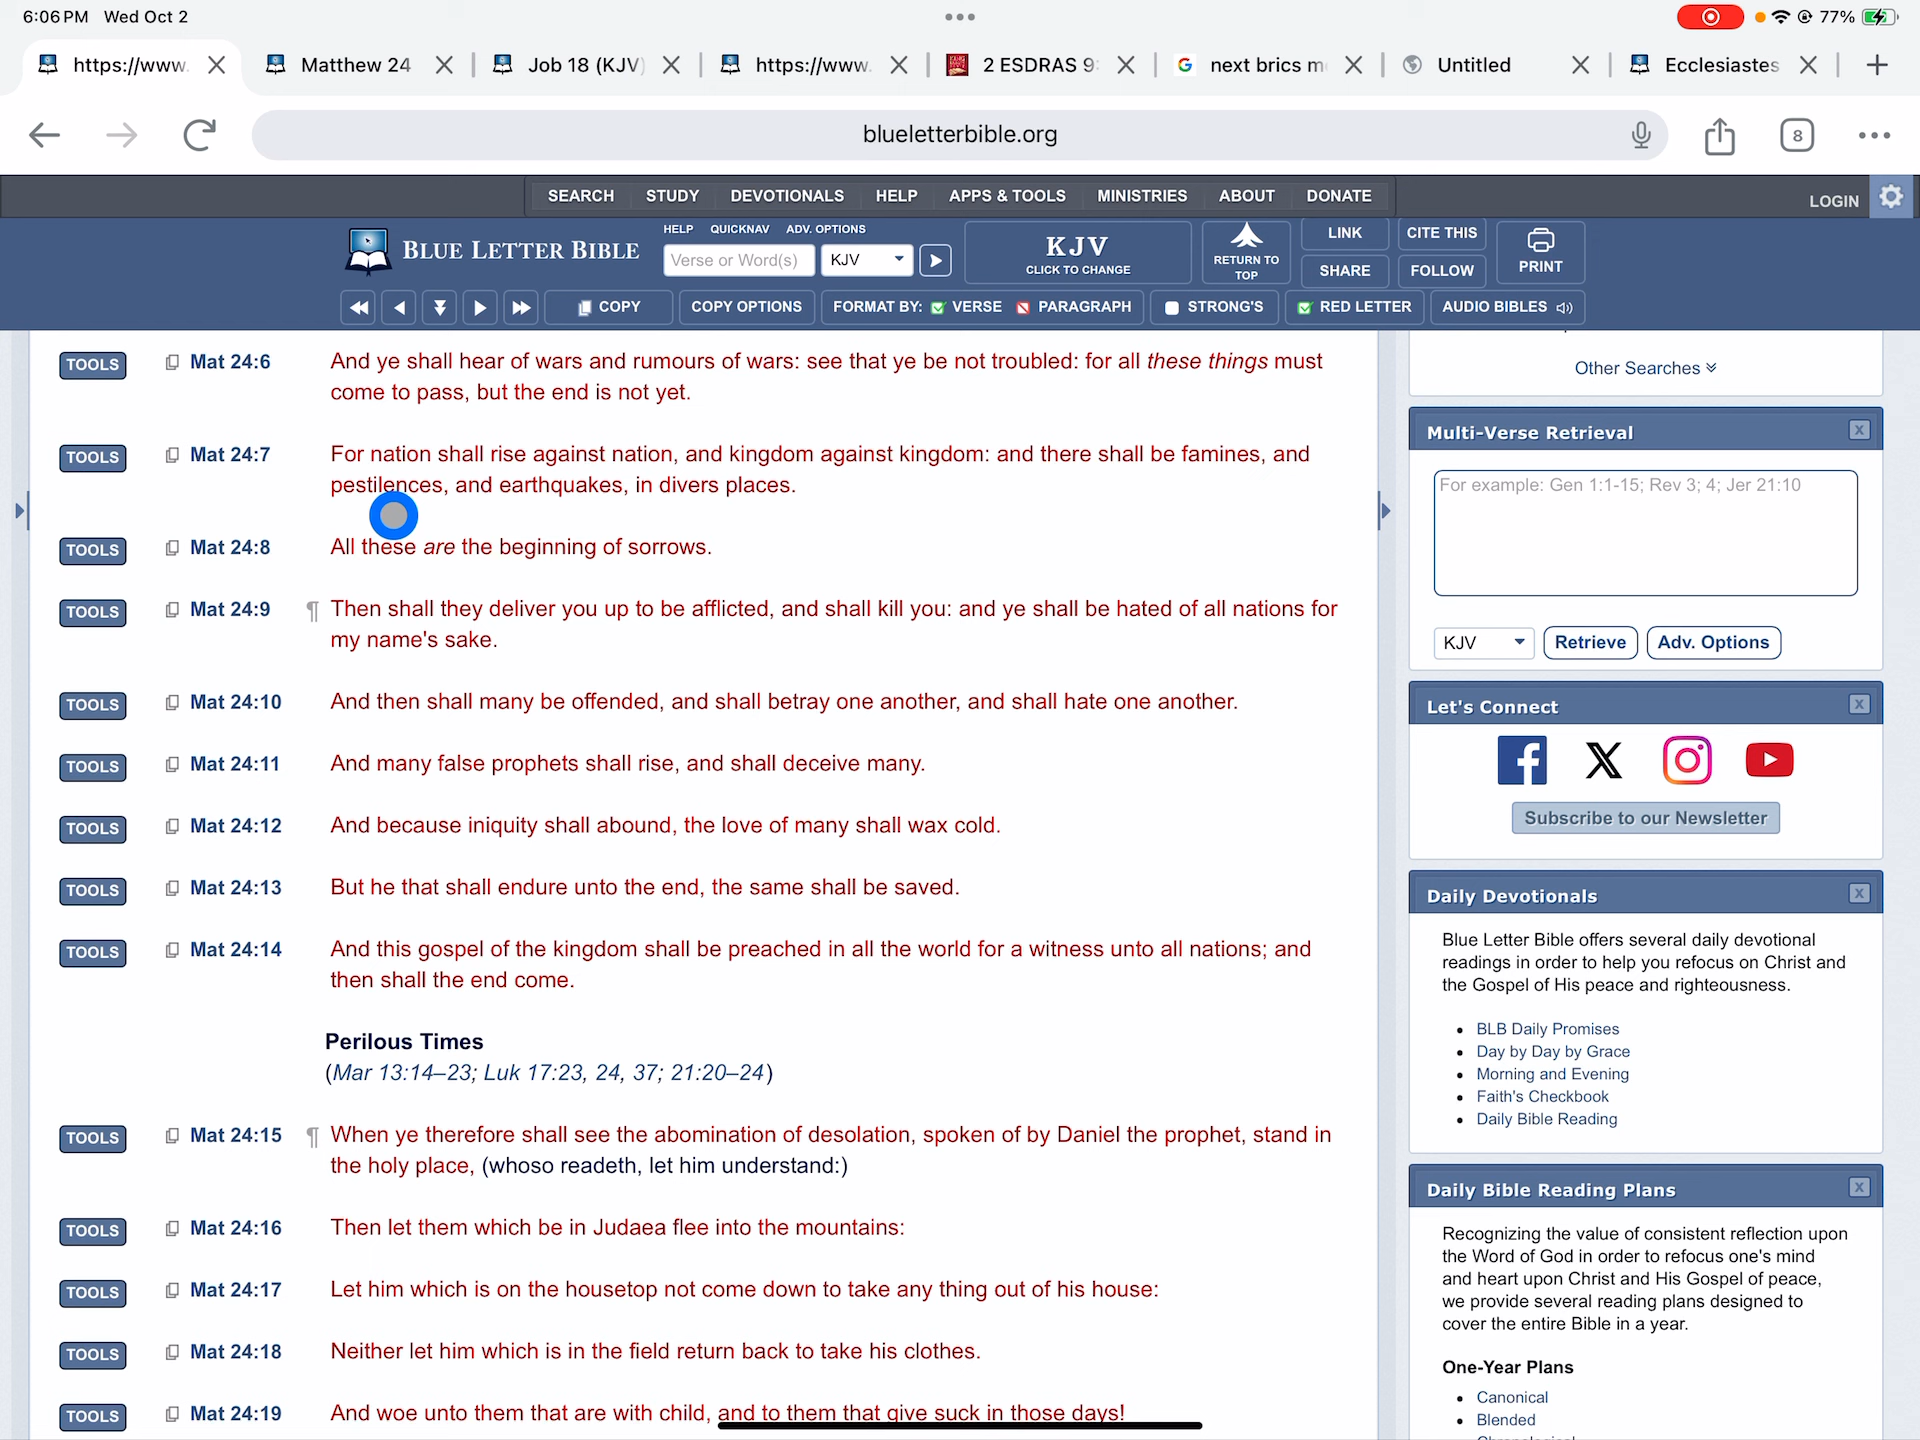 6:06 PM Wed Oct 2
77%
https://www.
Matthew 24
Job 18 (KJV)
https://www.
2 ESDRAS 9:
next brics m
Untitled
Ecclesiastes
blueletterbible.org
8
SEARCH STUDY DEVOTIONALS HELP APPS & TOOLS MINISTRIES ABOUT DONATE
LOGIN
BLUE LETTER BIBLE
HELP QUICKNAV ADV. OPTIONS
Verse or Word(s) KJV
KJV
CLICK TO CHANGE
RETURN TO
TOP
LINK
CITE THIS
SHARE
FOLLOW
PRINT
COPY COPY OPTIONS FORMAT BY: VERSE PARAGRAPH STRONG'S RED LETTER AUDIO BIBLES
TOOLS Mat 24:6 And ye shall hear of wars and rumours of wars: see that ye be not troubled: for all these things must
come to pass, but the end is not yet.
TOOLS Mat 24:7 For nation shall rise against nation, and kingdom against kingdom: and there shall be famines, and
pestilences, and earthquakes, in divers places.
TOOLS Mat 24:8 All these are the beginning of sorrows.
TOOLS Mat 24:9 ¶ Then shall they deliver you up to be afflicted, and shall kill you: and ye shall be hated of all nations for
my name's sake.
TOOLS Mat 24:10 And then shall many be offended, and shall betray one another, and shall hate one another.
TOOLS Mat 24:11 And many false prophets shall rise, and shall deceive many.
TOOLS Mat 24:12 And because iniquity shall abound, the love of many shall wax cold.
TOOLS Mat 24:13 But he that shall endure unto the end, the same shall be saved.
TOOLS Mat 24:14 And this gospel of the kingdom shall be preached in all the world for a witness unto all nations; and
then shall the end come.
Perilous Times
(Mar 13:14–23; Luk 17:23, 24, 37; 21:20–24)
TOOLS Mat 24:15 ¶ When ye therefore shall see the abomination of desolation, spoken of by Daniel the prophet, stand in
the holy place, (whoso readeth, let him understand:)
TOOLS Mat 24:16 Then let them which be in Judaea flee into the mountains:
TOOLS Mat 24:17 Let him which is on the housetop not come down to take any thing out of his house:
TOOLS Mat 24:18 Neither let him which is in the field return back to take his clothes.
TOOLS Mat 24:19 And woe unto them that are with child, and to them that give suck in those days!
Other Searches
Multi-Verse Retrieval
For example: Gen 1:1-15; Rev 3; 4; Jer 21:10
KJV Retrieve Adv. Options
Let's Connect
Subscribe to our Newsletter
Daily Devotionals
Blue Letter Bible offers several daily devotional
readings in order to help you refocus on Christ and
the Gospel of His peace and righteousness.
• BLB Daily Promises
• Day by Day by Grace
• Morning and Evening
• Faith's Checkbook
• Daily Bible Reading
Daily Bible Reading Plans
Recognizing the value of consistent reflection upon
the Word of God in order to refocus one's mind
and heart upon Christ and His Gospel of peace,
we provide several reading plans designed to
cover the entire Bible in a year.
One-Year Plans
• Canonical
• Blended